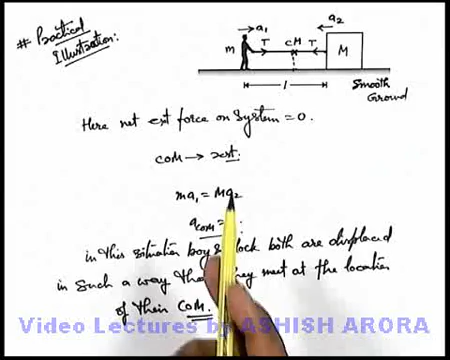 # Practical
Illustration:
a₁
a₂
m
T
CM
T
M
l
Smooth
Ground
Here net ext force on System = 0.
COM → rest:
ma₁ = Ma₂
a_COM =
in this situation boy & block both are displaced
in such a way they meet at the location
of their COM.
Video Lectures by ASHISH ARORA